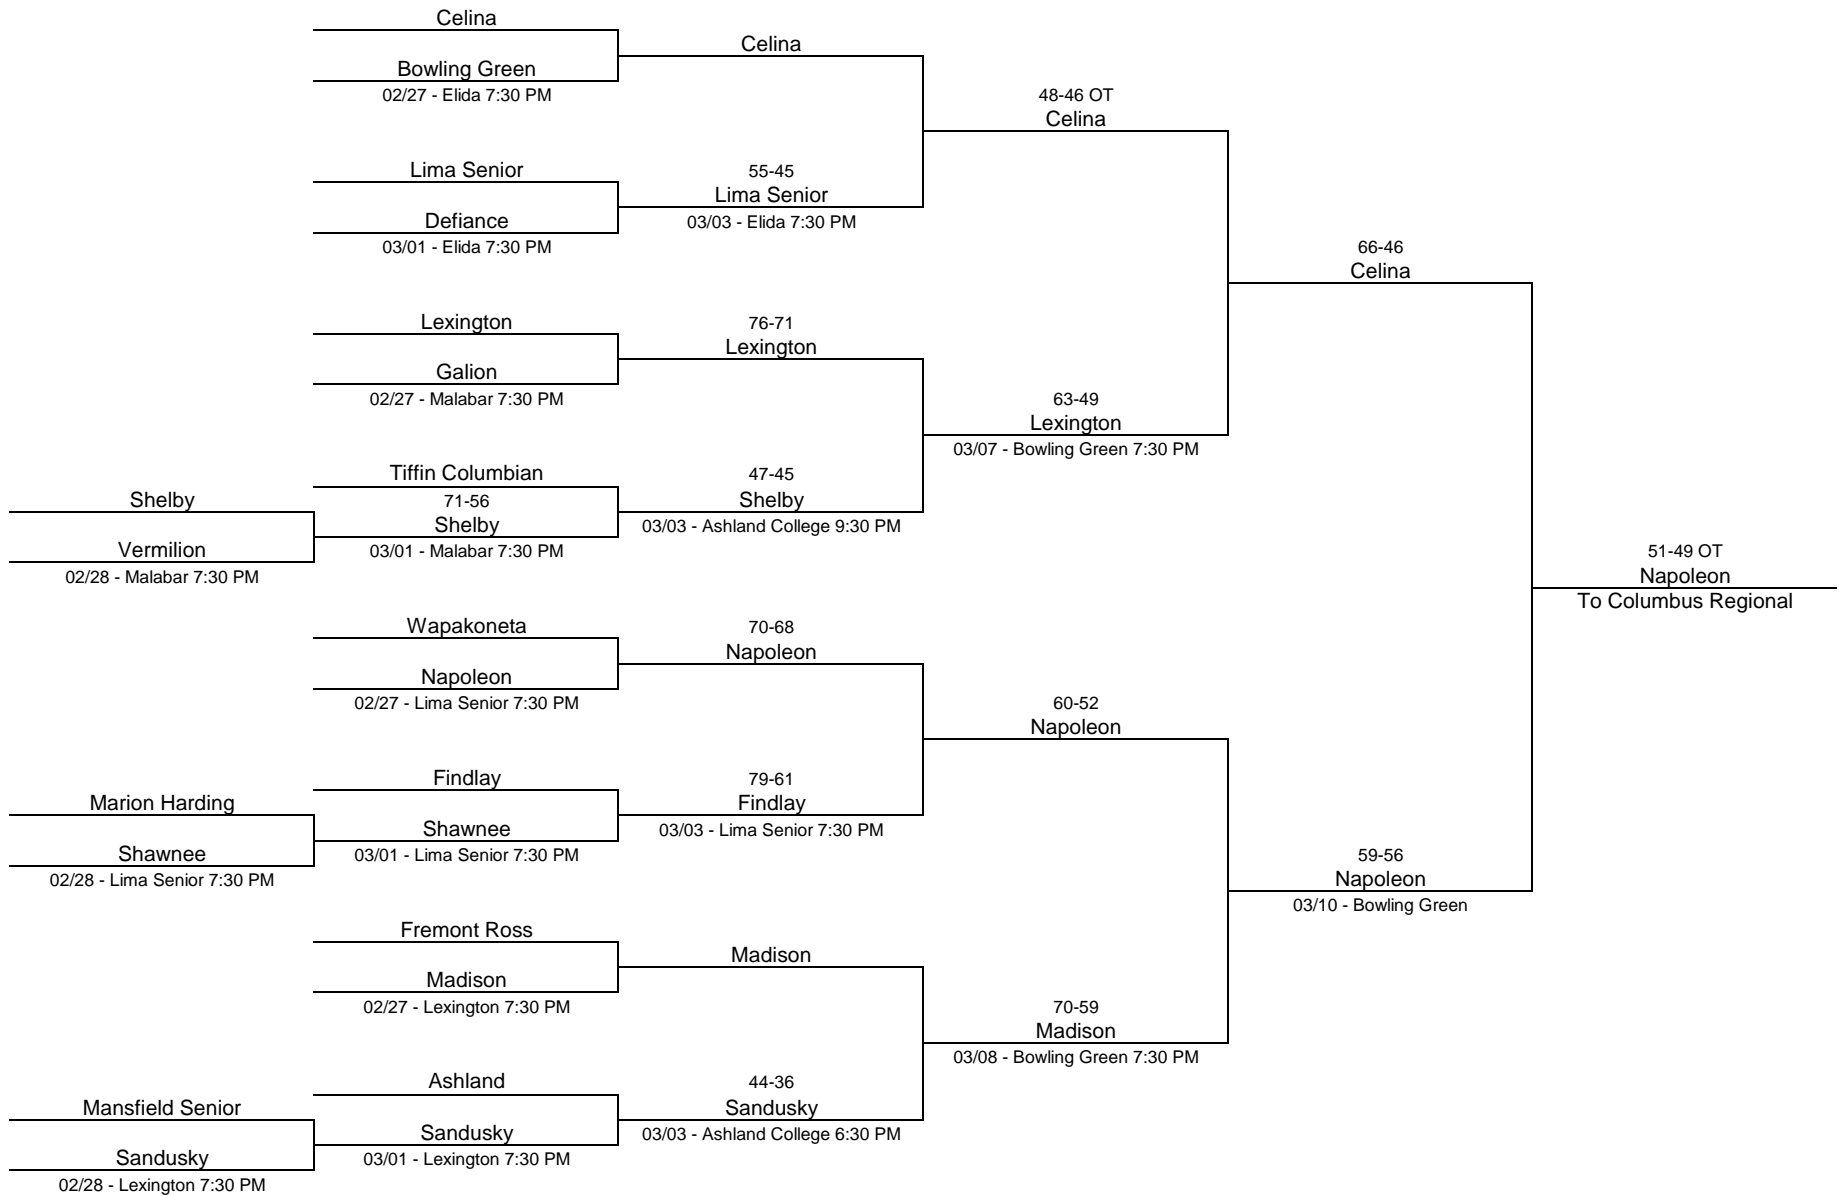 Celina
Bowling Green
02/27 - Elida 7:30 PM
Celina
Lima Senior
Defiance
03/01 - Elida 7:30 PM
55-45
Lima Senior
03/03 - Elida 7:30 PM
48-46 OT
Celina
Lexington
Galion
02/27 - Malabar 7:30 PM
76-71
Lexington
Shelby
Vermilion
02/28 - Malabar 7:30 PM
Tiffin Columbian
71-56
Shelby
03/01 - Malabar 7:30 PM
47-45
Shelby
03/03 - Ashland College 9:30 PM
63-49
Lexington
03/07 - Bowling Green 7:30 PM
66-46
Celina
Wapakoneta
Napoleon
02/27 - Lima Senior 7:30 PM
70-68
Napoleon
Marion Harding
Shawnee
02/28 - Lima Senior 7:30 PM
Findlay
Shawnee
03/01 - Lima Senior 7:30 PM
79-61
Findlay
03/03 - Lima Senior 7:30 PM
60-52
Napoleon
Fremont Ross
Madison
02/27 - Lexington 7:30 PM
Madison
Mansfield Senior
Sandusky
02/28 - Lexington 7:30 PM
Ashland
Sandusky
03/01 - Lexington 7:30 PM
44-36
Sandusky
03/03 - Ashland College 6:30 PM
70-59
Madison
03/08 - Bowling Green 7:30 PM
59-56
Napoleon
03/10 - Bowling Green
51-49 OT
Napoleon
To Columbus Regional